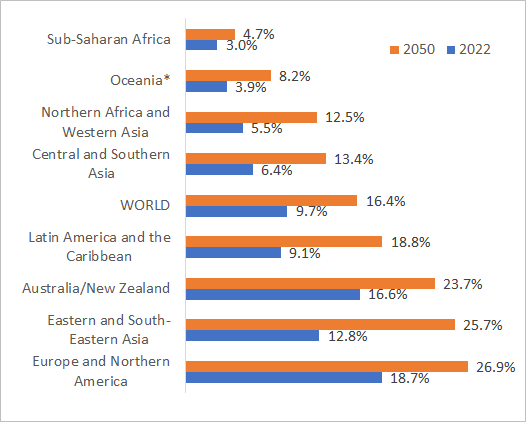 Sub-Saharan Africa
4.7%
3.0%
2050
2022
Oceania*
8.2%
3.9%
Northern Africa and
Western Asia
12.5%
5.5%
Central and Southern
Asia
13.4%
6.4%
WORLD
16.4%
9.7%
Latin America and the
Caribbean
18.8%
9.1%
Australia/New Zealand
23.7%
16.6%
Eastern and South-
Eastern Asia
25.7%
12.8%
Europe and Northern
America
26.9%
18.7%